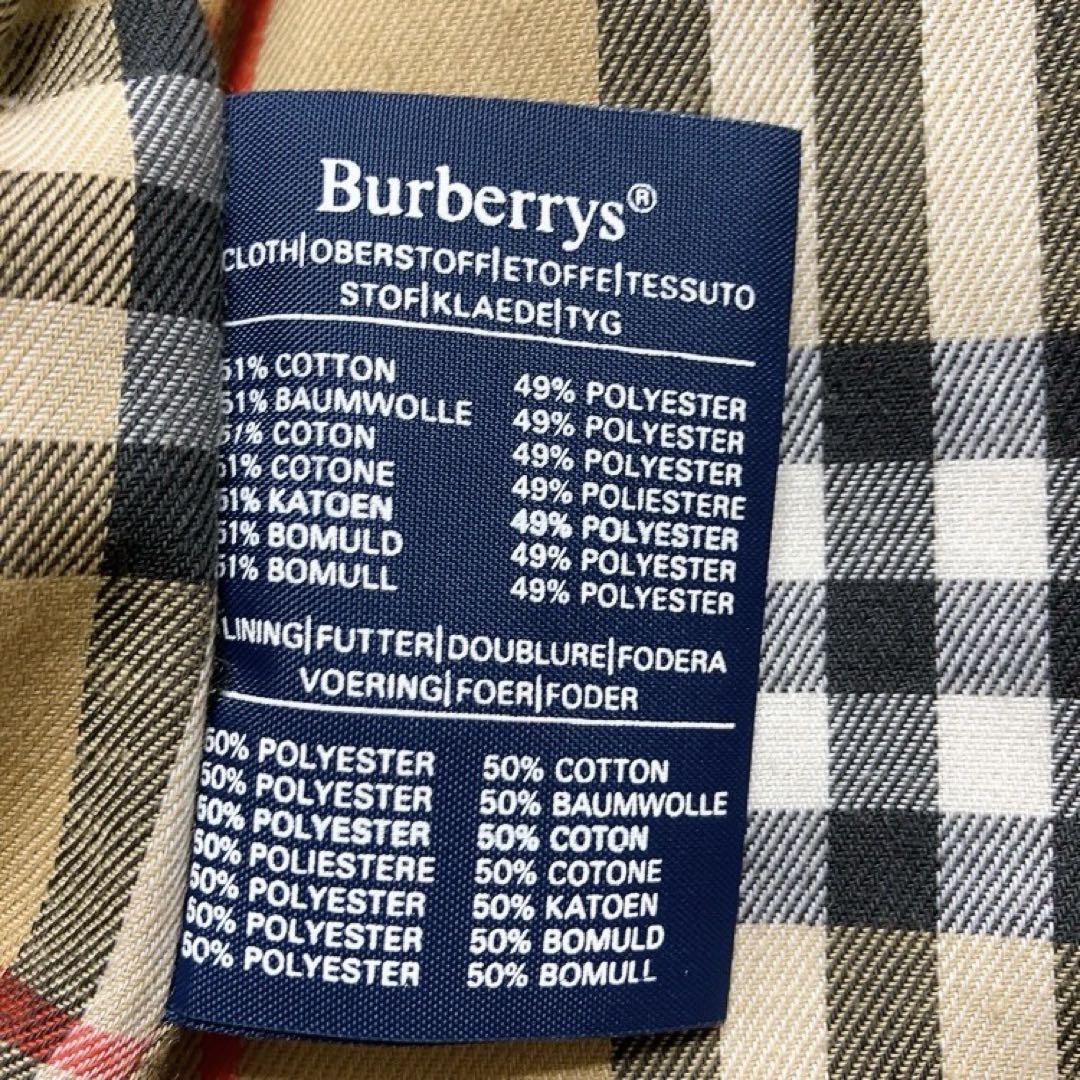 Burberrys®
CLOTH|OBERSTOFF|ETOFFE|TESSUTO
STOF|KLAEDE|TYG
51% COTTON 49% POLYESTER
51% BAUMWOLLE 49% POLYESTER
51% COTON 49% POLYESTER
51% COTONE 49% POLIESTERE
51% KATOEN 49% POLYESTER
51% BOMULD 49% POLYESTER
51% BOMULL 49% POLYESTER
LINING|FUTTER|DOUBLURE|FODERA
VOERING|FOER|FODER
50% POLYESTER 50% COTTON
50% POLYESTER 50% BAUMWOLLE
50% POLYESTER 50% COTON
50% POLIESTERE 50% COTONE
50% POLYESTER 50% KATOEN
50% POLYESTER 50% BOMULD
50% POLYESTER 50% BOMULL